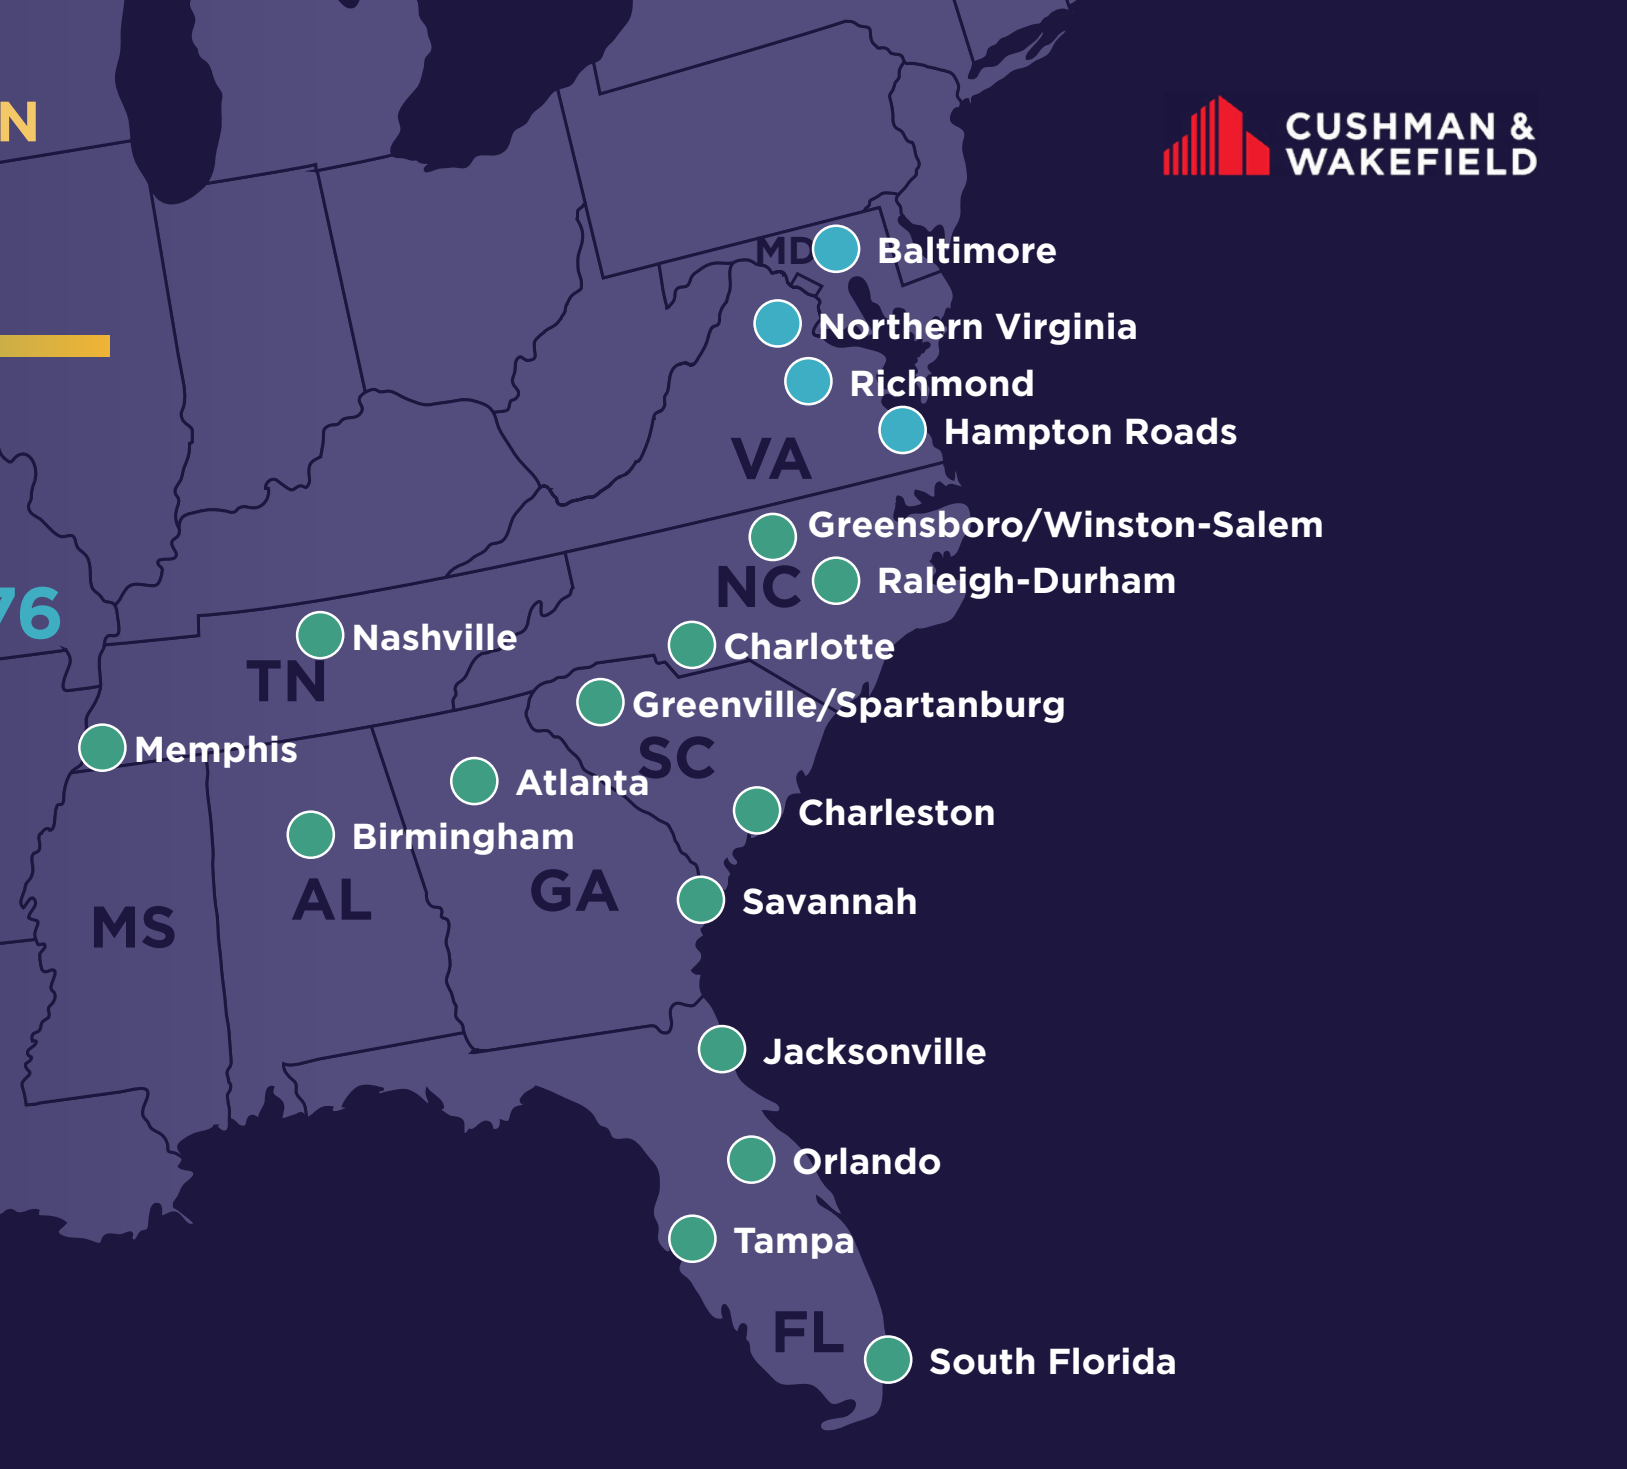 N
CUSHMAN &
WAKEFIELD
MD
Baltimore
Northern Virginia
Richmond
Hampton Roads
VA
Greensboro/Winston-Salem
NC
Raleigh-Durham
76
Nashville
Charlotte
TN
Greenville/Spartanburg
Memphis
SC
Atlanta
Charleston
Birmingham
GA
AL
Savannah
MS
Jacksonville
Orlando
Tampa
FL
South Florida